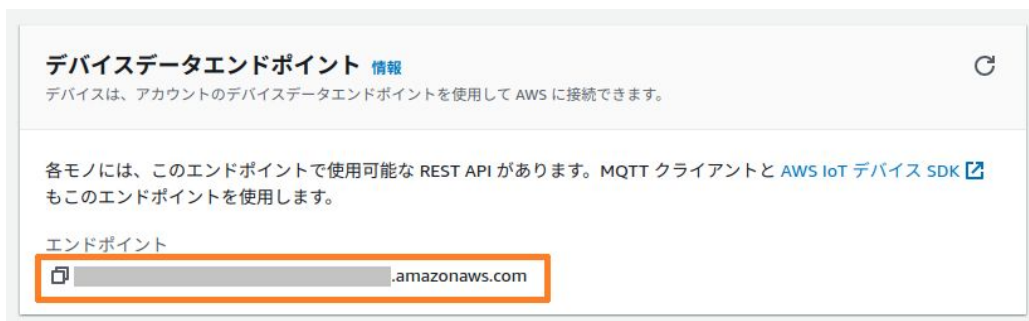 デバイスデータエンドポイント 情報
デバイスは、アカウントのデバイスデータエンドポイントを使用して AWS に接続できます。
各モノには、このエンドポイントで使用可能な REST API があります。MQTT クライアントと AWS IoT デバイス SDK
もこのエンドポイントを使用します。
エンドポイント
.amazonaws.com